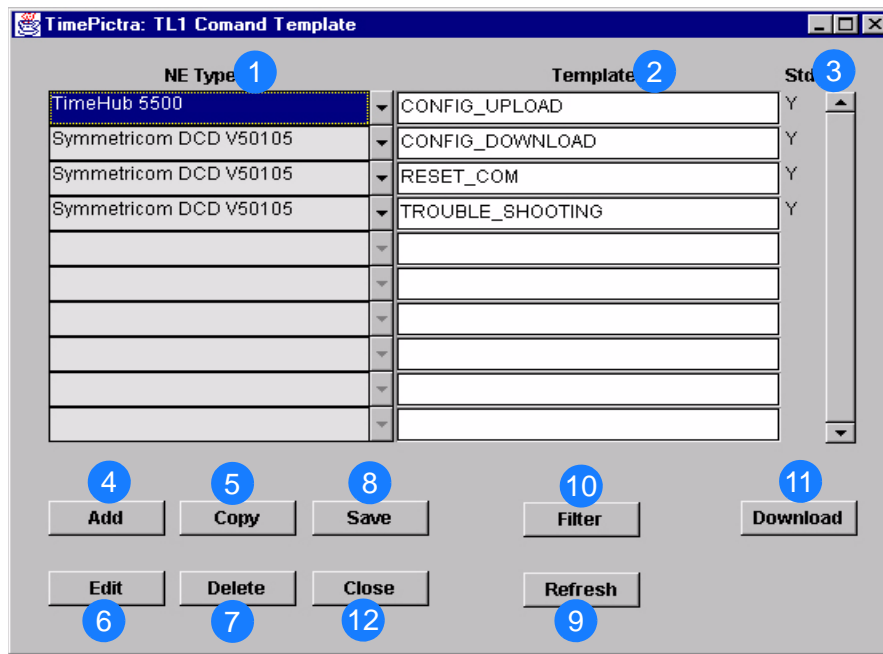 TimePictra: TL1 Comand Template
NE Type 1 Template 2 Std 3
TimeHub 5500 CONFIG_UPLOAD Y
Symmetricom DCD V50105 CONFIG_DOWNLOAD Y
Symmetricom DCD V50105 RESET_COM Y
Symmetricom DCD V50105 TROUBLE_SHOOTING Y
4 5 8 10 11
Add Copy Save Filter Download
Edit Delete Close Refresh
6 7 12 9